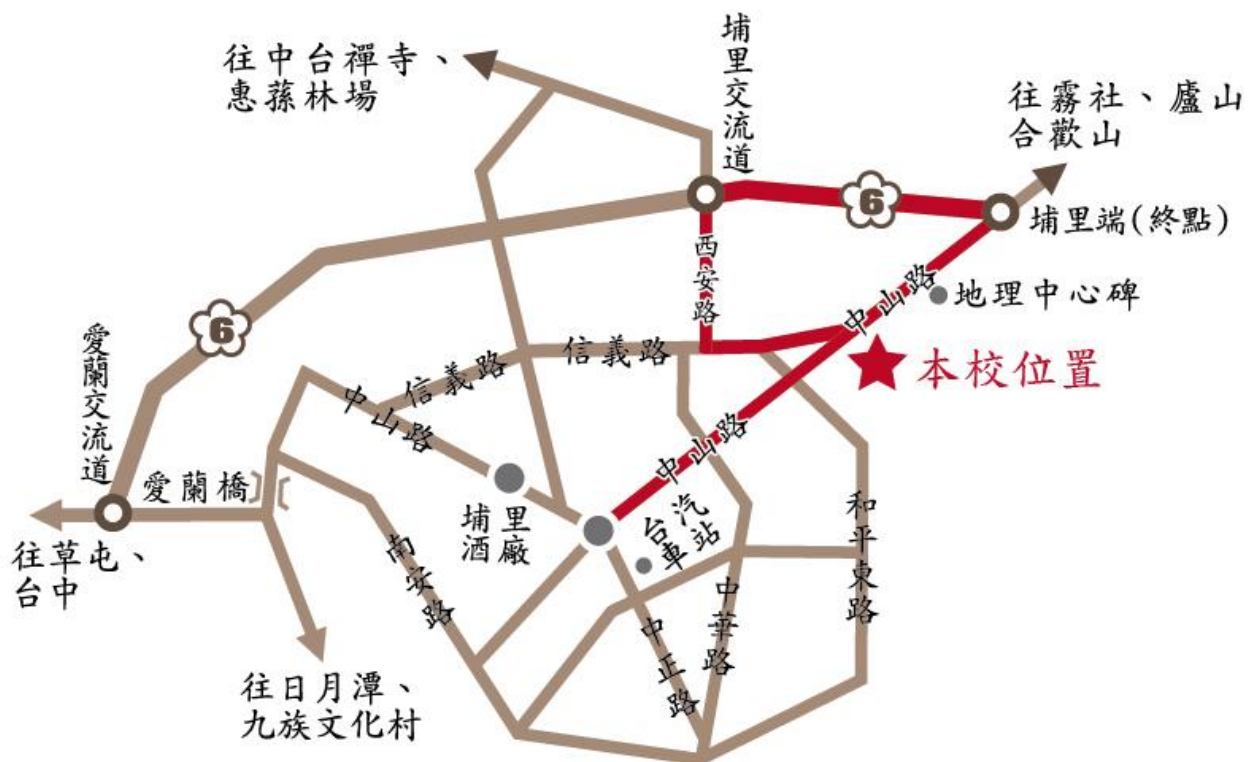 往中台禪寺、
惠蓀林場
埔里交流道
往霧社、廬山
合歡山
6
埔里端(終點)
西安路
中山路
地理中心碑
6
愛蘭交流道
信義路
信義路
本校位置
中山路
中山路
愛蘭橋
埔里
酒廠
台汽
車站
和平東路
往草屯、
台中
南安路
中華路
中正路
往日月潭、
九族文化村